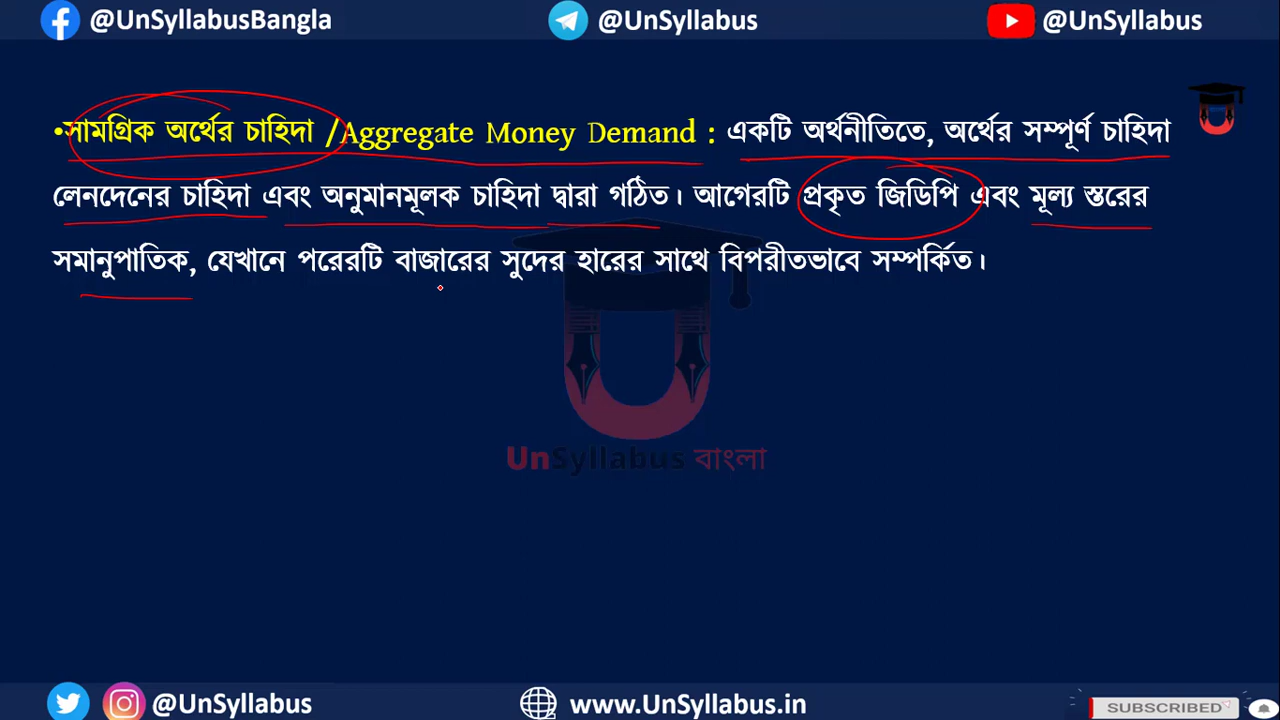 @UnSyllabusBangla @UnSyllabus @UnSyllabus
•সামগ্রিক অর্থের চাহিদা /Aggregate Money Demand : একটি অর্থনীতিতে, অর্থের সম্পূর্ণ চাহিদা
লেনদেনের চাহিদা এবং অনুমানমূলক চাহিদা দ্বারা গঠিত। আগেরটি প্রকৃত জিডিপি এবং মূল্য স্তরের
সমানুপাতিক, যেখানে পরেরটি বাজারের সুদের হারের সাথে বিপরীতভাবে সম্পর্কিত।
UnSyllabus বাংলা
@UnSyllabus www.UnSyllabus.in SUBSCRIBED